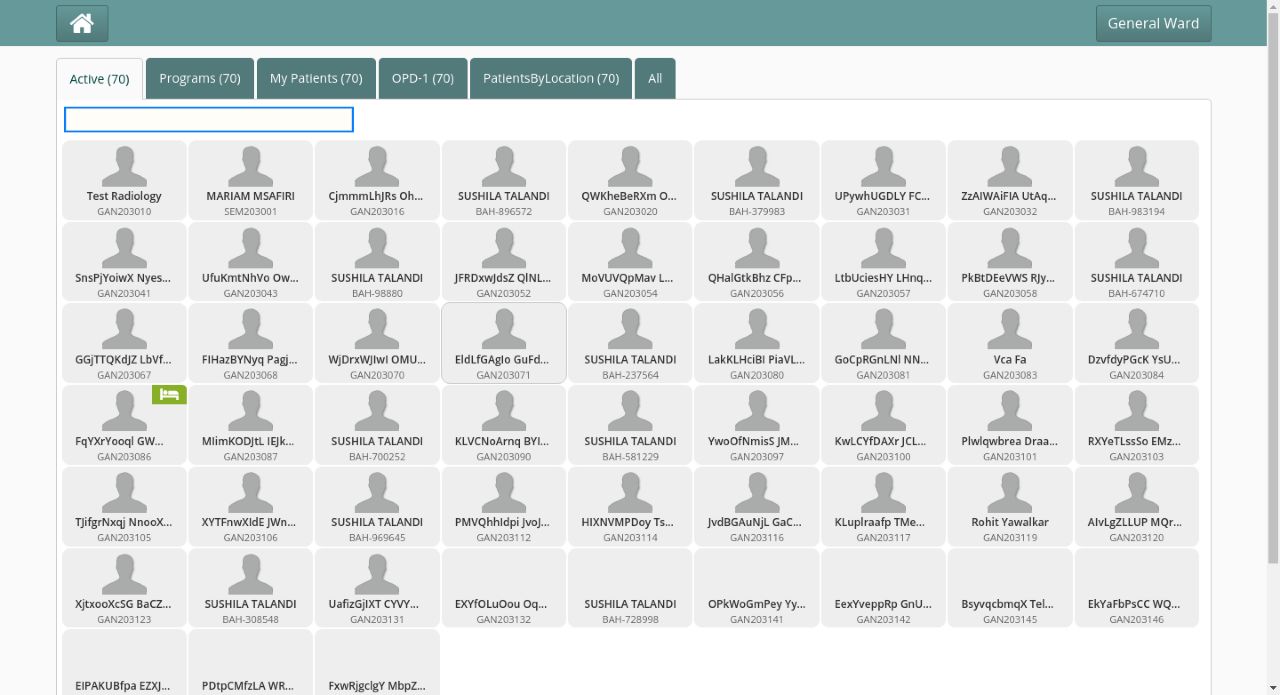 General Ward
Active (70)
Programs (70)
My Patients (70)
OPD-1 (70)
PatientsByLocation (70)
All
Test Radiology
GAN203010
MARIAM MSAFIRI
SEM203001
CjmmmLhJRs Oh...
GAN203016
SUSHILA TALANDI
BAH-896572
QWKheBeRXm O...
GAN203020
SUSHILA TALANDI
BAH-379983
UPywhUGDLY FC...
GAN203031
ZzAIWAiFIA UtAq...
GAN203032
SUSHILA TALANDI
BAH-983194
SnsPjYoiwX Nyes...
GAN203041
UfuKmtNhVo Ow...
GAN203043
SUSHILA TALANDI
BAH-98880
JFRDxwJdsZ QlNL...
GAN203052
MoVUVQpMav L...
GAN203054
QHalGtkBhz CFp...
GAN203056
LtbUciesHY LHnq...
GAN203057
PkBtDEeVWS RJy...
GAN203058
SUSHILA TALANDI
BAH-674710
GGjTTQKdJZ LbVf...
GAN203067
FIHazBYNyq Pagj...
GAN203068
WjDrxWJIwI OMU...
GAN203070
EldLfGAgIo GuFd...
GAN203071
SUSHILA TALANDI
BAH-237564
LakKLHciBI PiaVL...
GAN203080
GoCpRGnLNl NN...
GAN203081
Vca Fa
GAN203083
DzvfdyPGcK YsU...
GAN203084
FqYXrYooql GW...
GAN203086
MIimKODJtL IEJk...
GAN203087
SUSHILA TALANDI
BAH-700252
KLVCNoArnq BYI...
GAN203090
SUSHILA TALANDI
BAH-581229
YwoOfNmisS JM...
GAN203097
KwLCYfDAXr JCL...
GAN203100
Plwlqwbrea Draa...
GAN203101
RXYeTLssSo EMz...
GAN203103
TJifgrNxqj NnooX...
GAN203105
XYTFnwXIdE JWn...
GAN203106
SUSHILA TALANDI
BAH-969645
PMVQhhIdpi JvoJ...
GAN203112
HIXNVMPDoy Ts...
GAN203114
JvdBGAuNjL GaC...
GAN203116
KLuplraafp TMe...
GAN203117
Rohit Yawalkar
GAN203119
AIvLgZLLUP MQr...
GAN203120
XjtxooXcSG BaCZ...
GAN203123
SUSHILA TALANDI
BAH-308548
UafizGjIXT CYVY...
GAN203131
EXYfOLuOou Oq...
GAN203132
SUSHILA TALANDI
BAH-728998
OPkWoGmPey Yy...
GAN203141
EexYveppRp GnU...
GAN203142
BsyvqcbmqX Tel...
GAN203145
EkYaFbPsCC WQ...
GAN203146
EIPAKUBfpa EZXJ...
PDtpCMfzLA WR...
FxwRjgclgY MbpZ...